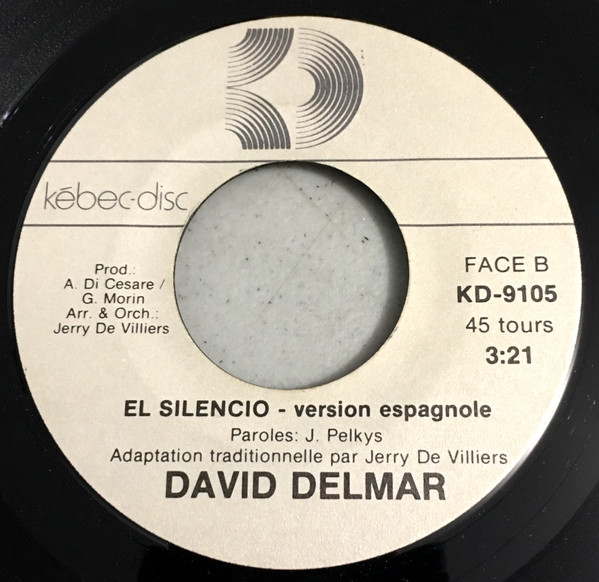 kébec-disc
Prod.:
A. Di Cesare /
G. Morin
Arr. & Orch.:
Jerry De Villiers
FACE B
KD-9105
45 tours
3:21
EL SILENCIO - version espagnole
Paroles: J. Pelkys
Adaptation traditionnelle par Jerry De Villiers
DAVID DELMAR